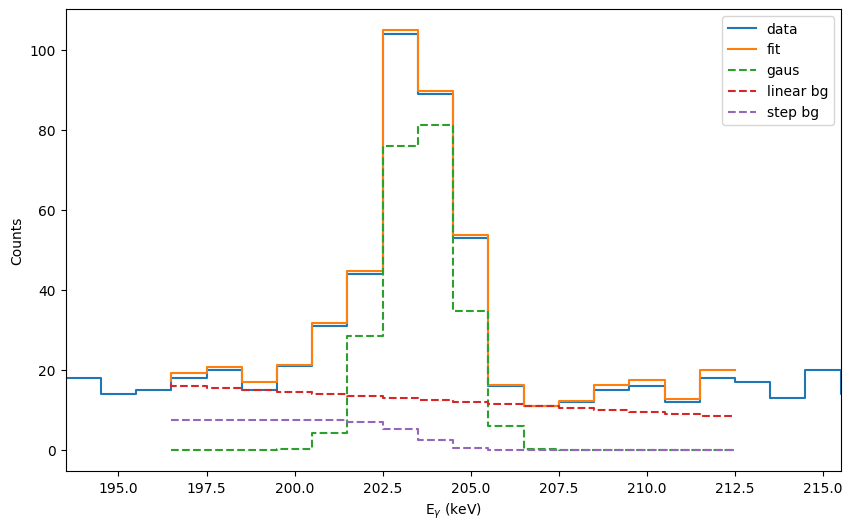 data
fit
gaus
linear bg
step bg
Counts
100
80
60
40
20
0
195.0 197.5 200.0 202.5 205.0 207.5 210.0 212.5 215.0
Eγ (keV)